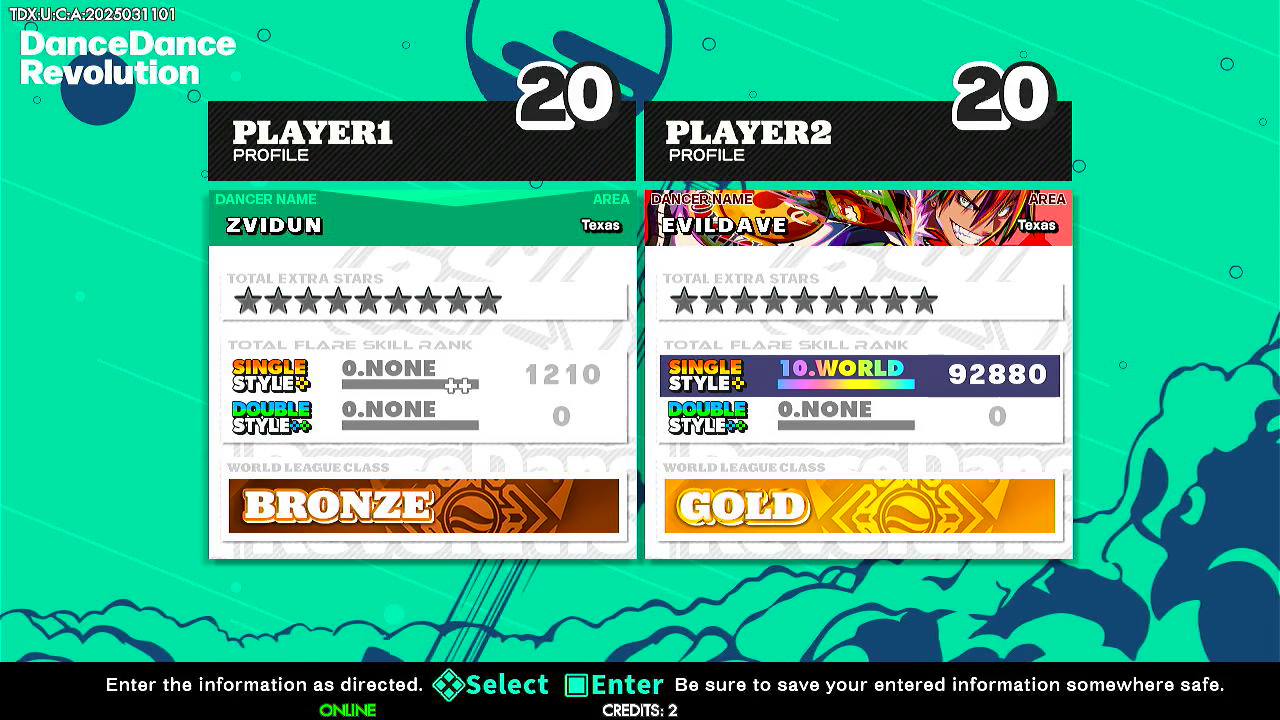 TDX:U:C:A:2025031101
DanceDance
Revolution
PLAYER1
PROFILE
20
DANCER NAME
AREA
ZVIDUN
Texas
TOTAL EXTRA STARS
TOTAL FLARE SKILL RANK
SINGLE
STYLE
0.NONE
++
1210
DOUBLE
STYLE
0.NONE
0
WORLD LEAGUE CLASS
BRONZE
PLAYER2
PROFILE
20
DANCER NAME
AREA
EVILDAVE
Texas
TOTAL EXTRA STARS
TOTAL FLARE SKILL RANK
SINGLE
STYLE
10.WORLD
92880
DOUBLE
STYLE
0.NONE
0
WORLD LEAGUE CLASS
GOLD
Enter the information as directed. Select Enter Be sure to save your entered information somewhere safe.
ONLINE
CREDITS: 2